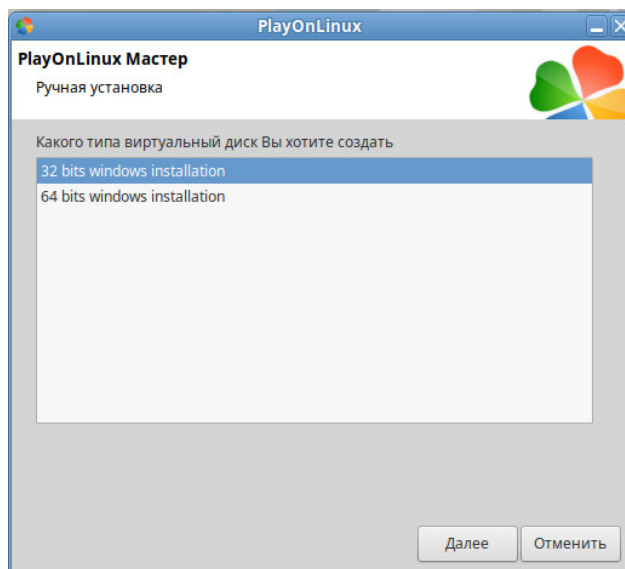 PlayOnLinux
PlayOnLinux Мастер
Ручная установка
Какого типа виртуальный диск Вы хотите создать
32 bits windows installation
64 bits windows installation
Далее
Отменить